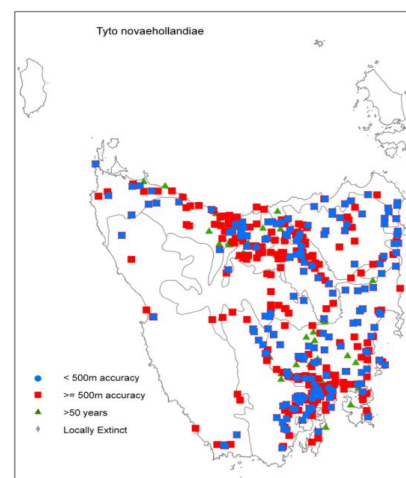 Tyto novaehollandiae
< 500m accuracy
>= 500m accuracy
>50 years
Locally Extinct